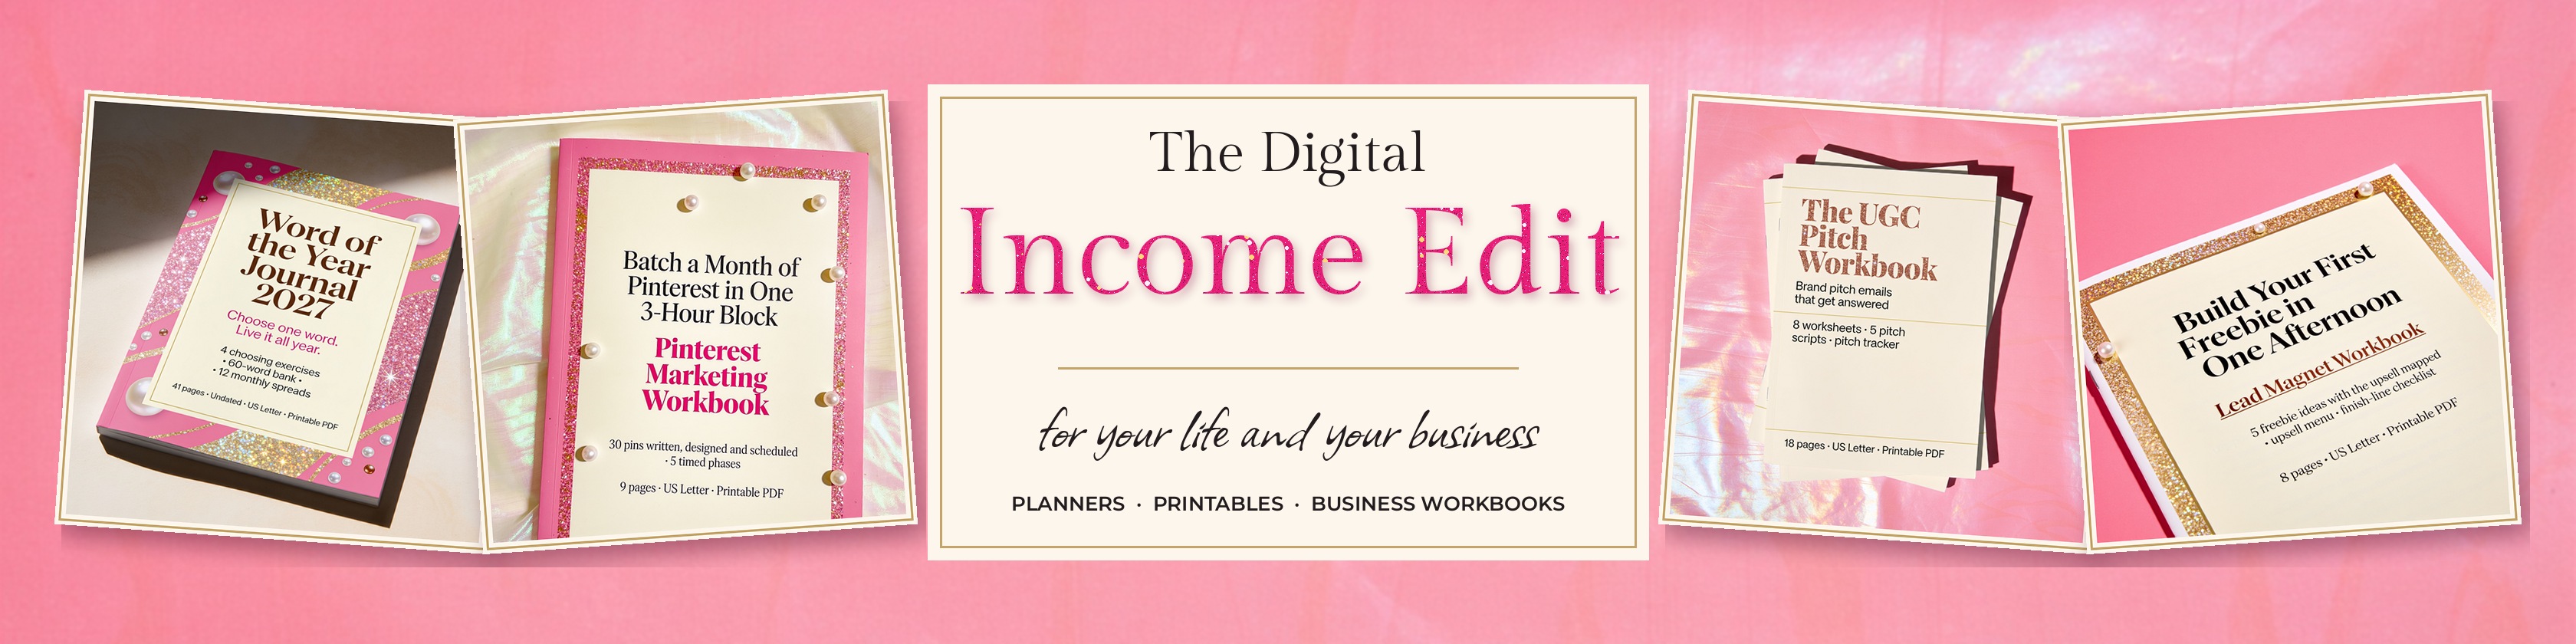 Word of
the Year
Journal
2027
Choose one word.
Live it all year.
4 choosing exercises
• 60-word bank •
• 12 monthly spreads
41 pages • Undated • US Letter • Printable PDF
Batch a Month of
Pinterest in One
3-Hour Block
Pinterest
Marketing
Workbook
30 pins written, designed and scheduled
• 5 timed phases
9 pages • US Letter • Printable PDF
The Digital
Income Edit
for your life and your business
PLANNERS · PRINTABLES · BUSINESS WORKBOOKS
The UGC
Pitch
Workbook
Brand pitch emails
that get answered
8 worksheets • 5 pitch
scripts • pitch tracker
18 pages • US Letter • Printable PDF
Build Your First
Freebie in
One Afternoon
Lead Magnet Workbook
5 freebie ideas with the upsell mapped
• upsell menu • finish-line checklist
8 pages • US Letter • Printable PDF